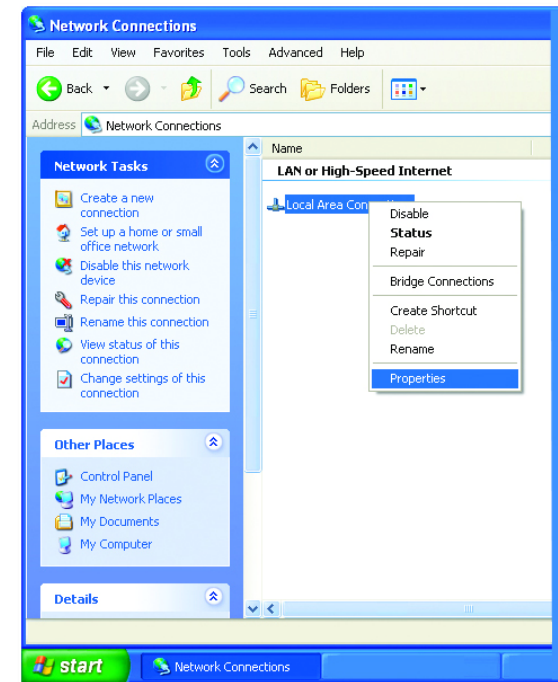 Network Connections
File Edit View Favorites Tools Advanced Help
Back Search Folders
Address Network Connections
Network Tasks
Create a new
connection
Set up a home or small
office network
Disable this network
device
Repair this connection
Rename this connection
View status of this
connection
Change settings of this
connection
Other Places
Control Panel
My Network Places
My Documents
My Computer
Details
Name
LAN or High-Speed Internet
Local Area
Disable
Status
Repair
Bridge Connections
Create Shortcut
Delete
Rename
Properties
start Network Connections